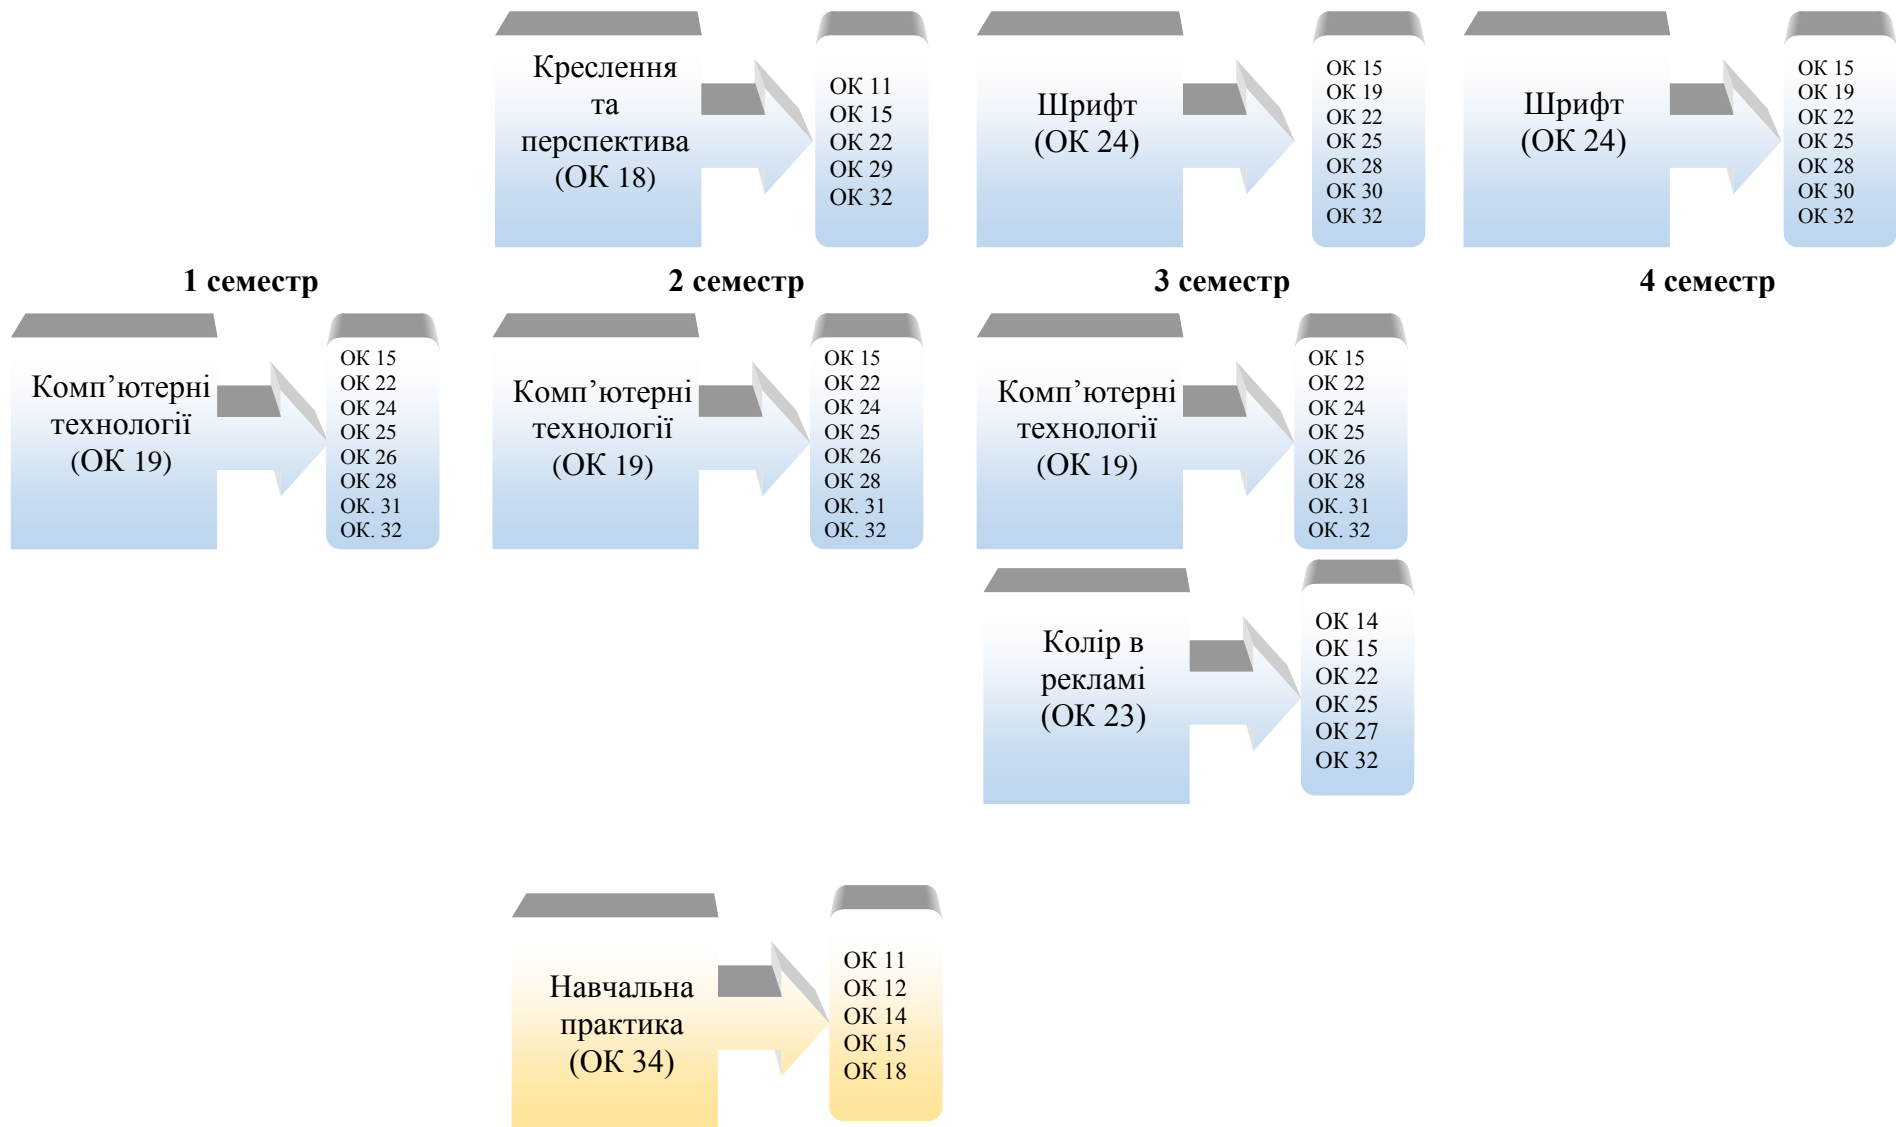 Креслення
та
перспектива
(ОК 18)
ОК 11
ОК 15
ОК 22
ОК 29
ОК 32
Шрифт
(ОК 24)
ОК 15
ОК 19
ОК 22
ОК 25
ОК 28
ОК 30
ОК 32
Шрифт
(ОК 24)
ОК 15
ОК 19
ОК 22
ОК 25
ОК 28
ОК 30
ОК 32
1 семестр
2 семестр
3 семестр
4 семестр
Комп’ютерні
технології
(ОК 19)
ОК 15
ОК 22
ОК 24
ОК 25
ОК 26
ОК 28
ОК. 31
ОК. 32
Комп’ютерні
технології
(ОК 19)
ОК 15
ОК 22
ОК 24
ОК 25
ОК 26
ОК 28
ОК. 31
ОК. 32
Комп’ютерні
технології
(ОК 19)
ОК 15
ОК 22
ОК 24
ОК 25
ОК 26
ОК 28
ОК. 31
ОК. 32
Колір в
рекламі
(ОК 23)
ОК 14
ОК 15
ОК 22
ОК 25
ОК 27
ОК 32
Навчальна
практика
(ОК 34)
ОК 11
ОК 12
ОК 14
ОК 15
ОК 18